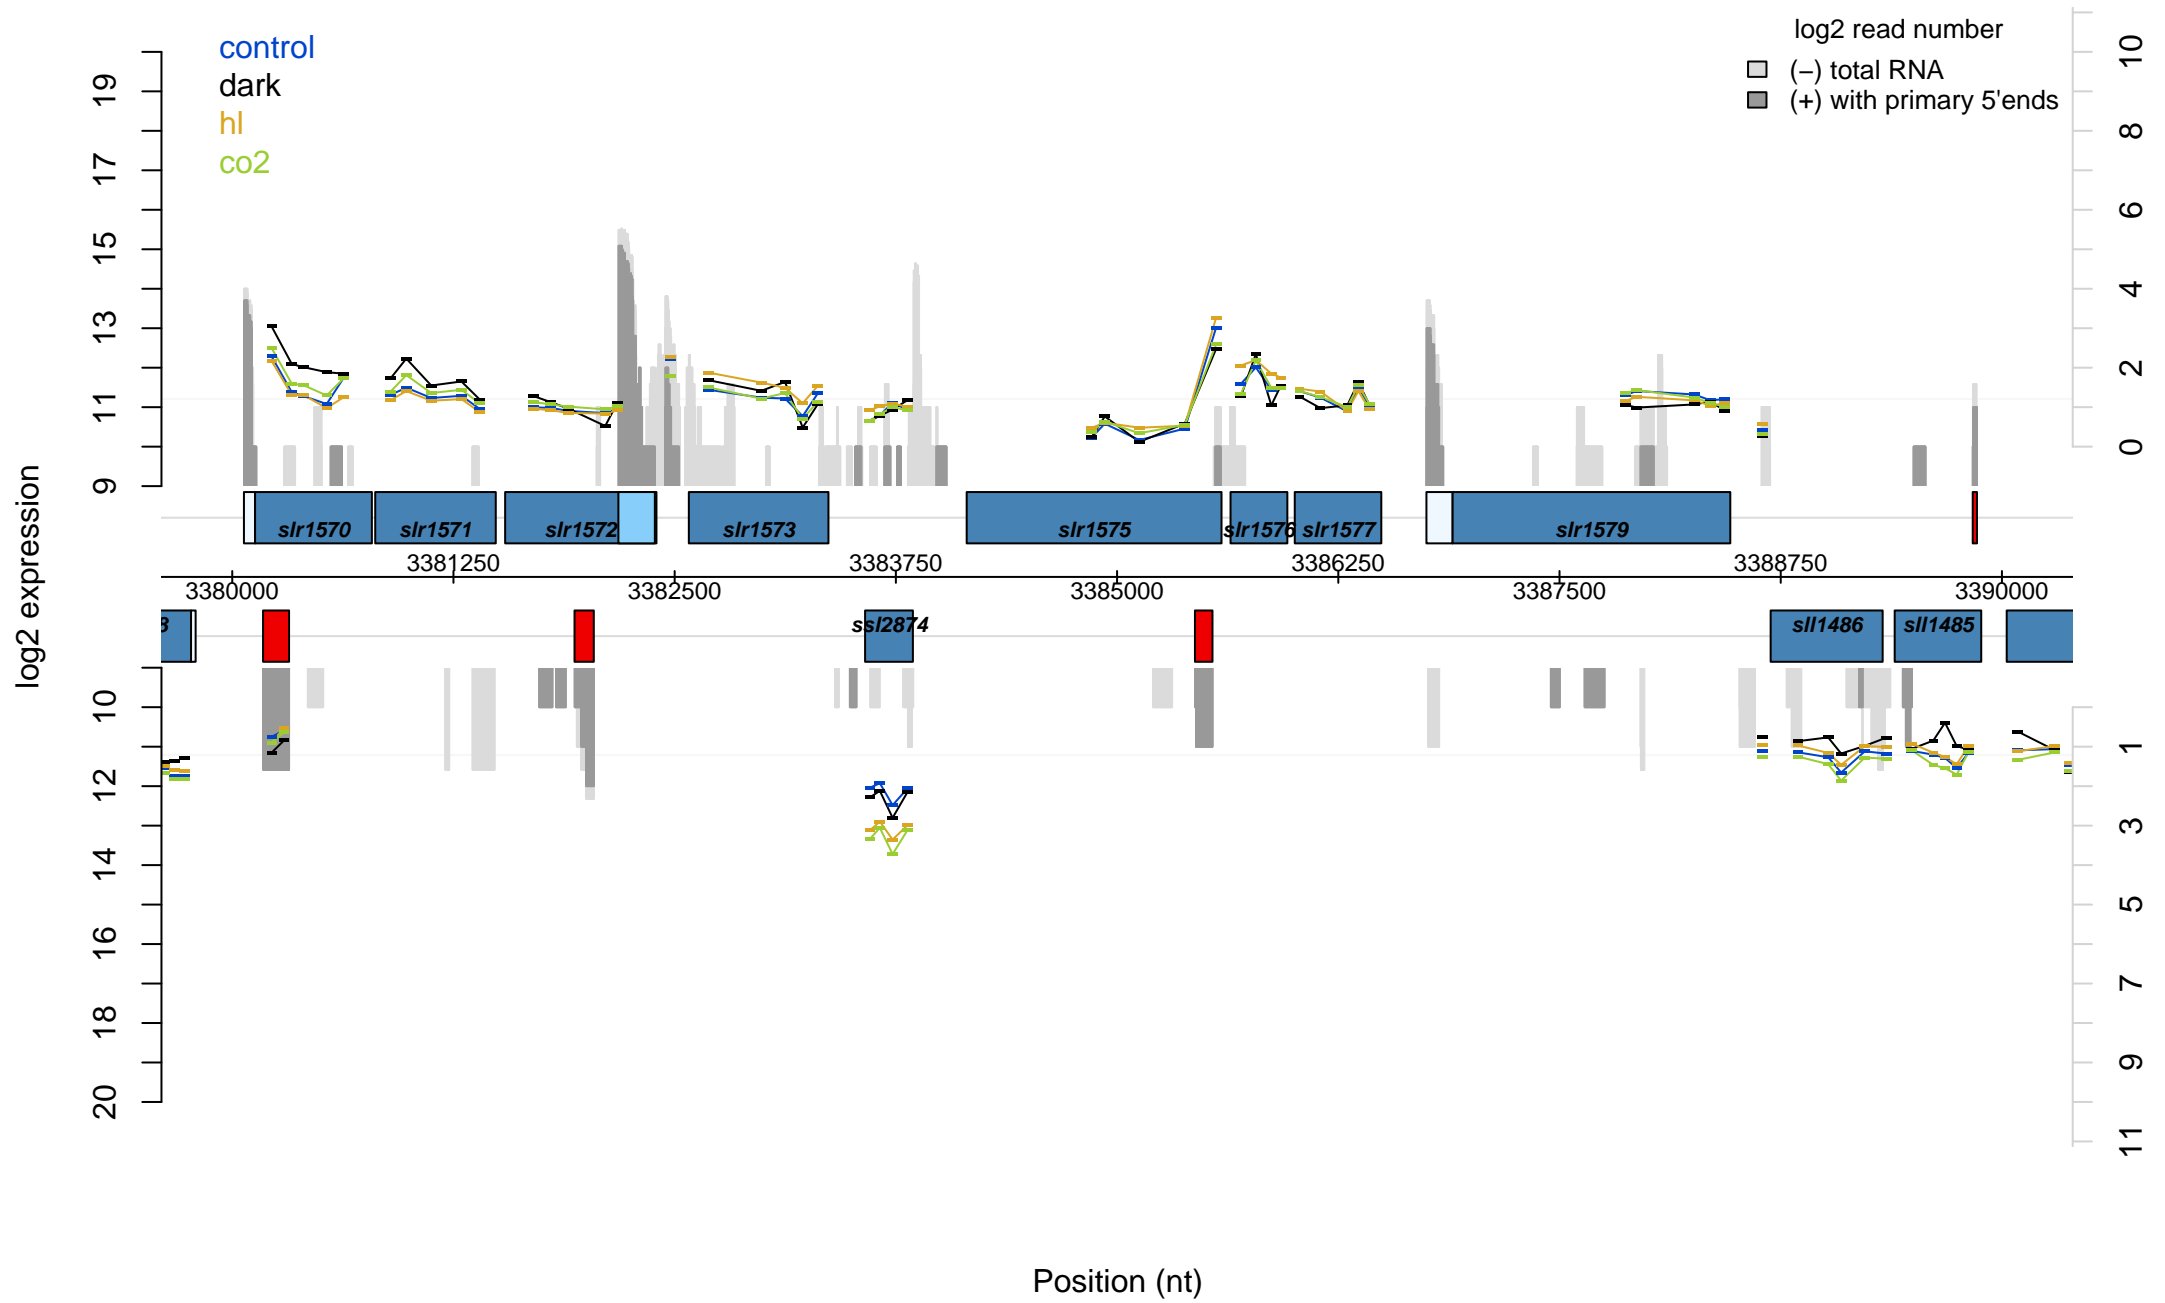 control
dark
hl
co2
log2 read number
(−) total RNA
(+) with primary 5'ends
19
17
15
13
11
9
10
8
6
4
2
0
log2 expression
slr1570
slr1571
slr1572
slr1573
slr1575
slr1576
slr1577
slr1579
3381250
3383750
3386250
3388750
3380000
3382500
3385000
3387500
3390000
8
ssl2874
sll1486
sll1485
10
12
14
16
18
20
1
3
5
7
9
11
Position (nt)